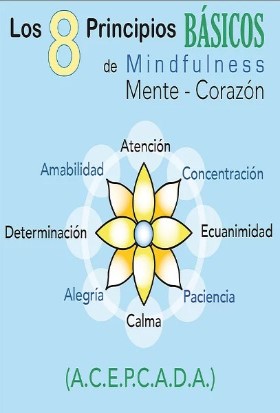 Los 8 Principios BÁSICOS
de Mindfulness
Mente - Corazón
Atención
Amabilidad
Concentración
Determinación
Ecuanimidad
Alegría
Paciencia
Calma
(A.C.E.P.C.A.D.A.)